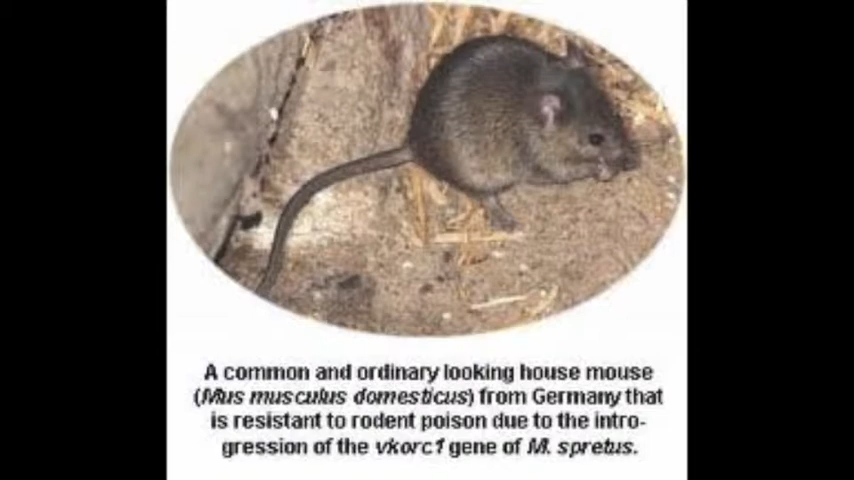 A common and ordinary looking house mouse
(Mus musculus domesticus) from Germany that
is resistant to rodent poison due to the intro-
gression of the vkorc1 gene of M. spretus.